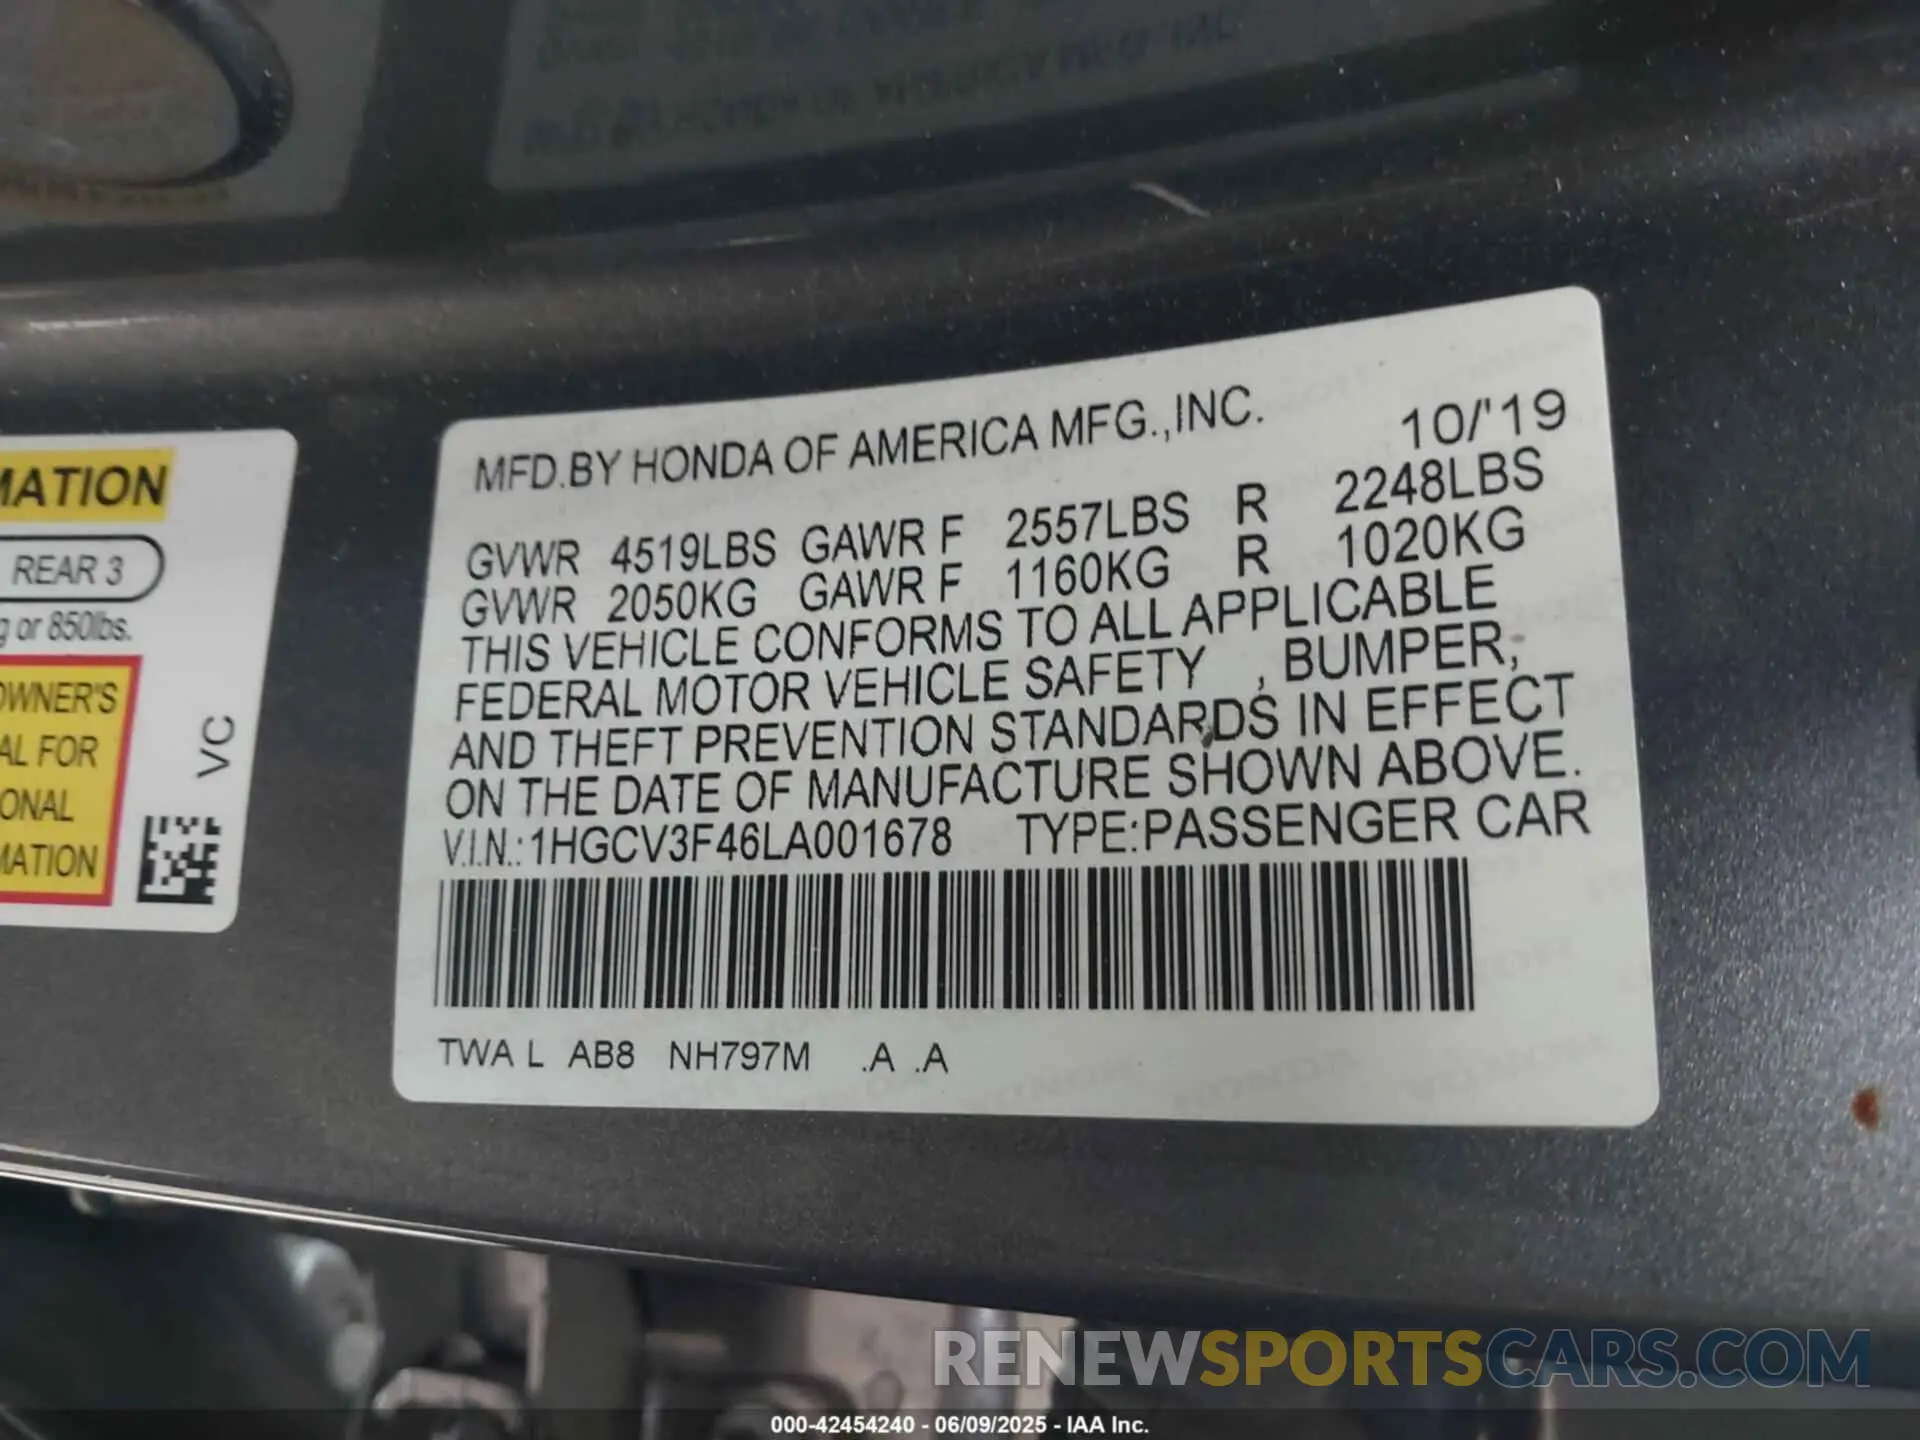 MATION
REAR 3
g or 850lbs.
OWNER'S
AL FOR
ONAL
MATION
VC
MFD.BY HONDA OF AMERICA MFG.,INC. 10/'19
GVWR 4519LBS GAWR F 2557LBS R 2248LBS
GVWR 2050KG GAWR F 1160KG R 1020KG
THIS VEHICLE CONFORMS TO ALL APPLICABLE
FEDERAL MOTOR VEHICLE SAFETY , BUMPER,
AND THEFT PREVENTION STANDARDS IN EFFECT
ON THE DATE OF MANUFACTURE SHOWN ABOVE.
V.I.N.:1HGCV3F46LA001678 TYPE:PASSENGER CAR
TWA L AB8 NH797M .A .A
RENEWSPORTSCARS.COM
000-42454240 - 06/09/2025 - IAA Inc.